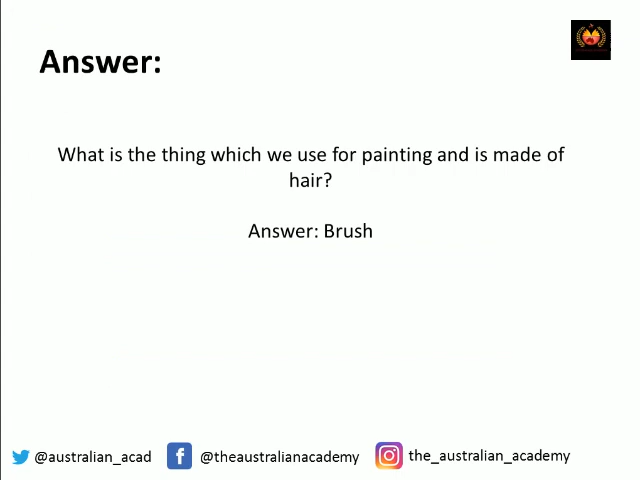 Answer:
What is the thing which we use for painting and is made of
hair?
Answer: Brush
@australian_acad @theaustralianacademy the_australian_academy